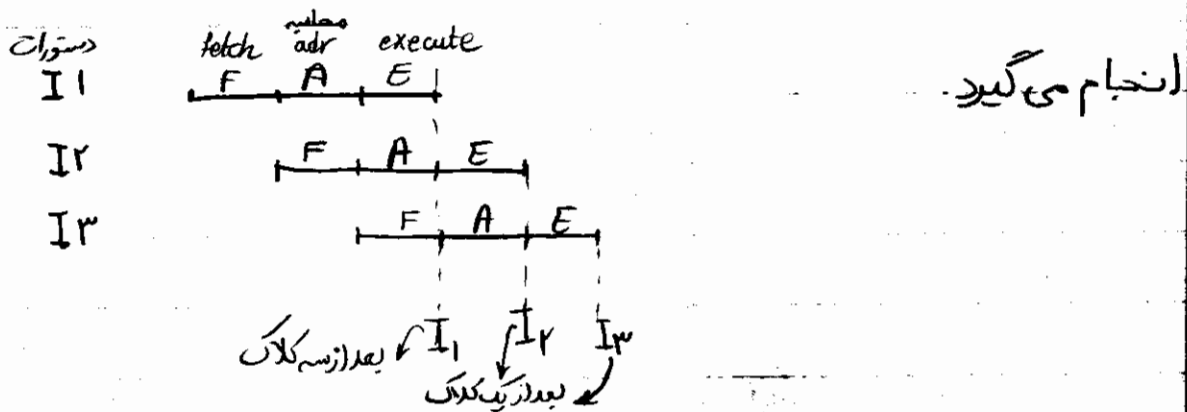 انجام می‌گیرد.
محاسبه
دستورات fetch adr execute
I۱ F A E
I۲ F A E
I۳ F A E
I₁ I۲ I۳
بعد از سه کلاک
بعد از یک کلاک